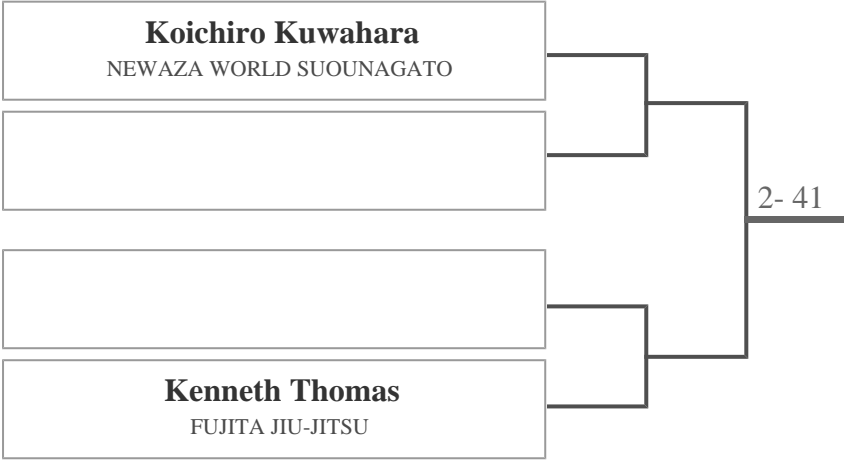 Koichiro Kuwahara
NEWAZA WORLD SUOUNAGATO
2- 41
Kenneth Thomas
FUJITA JIU-JITSU